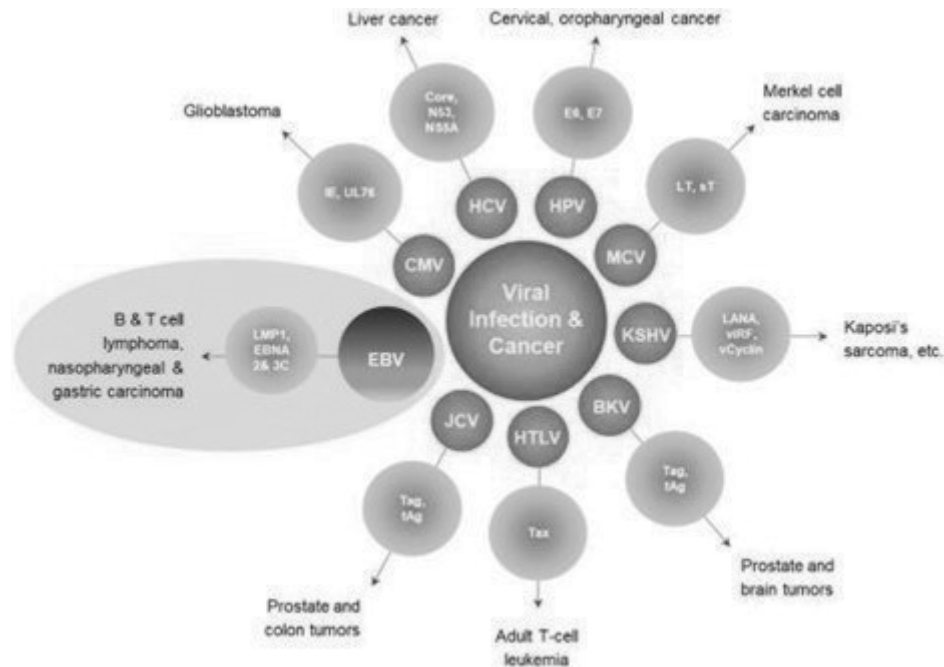 Liver cancer
Cervical, oropharyngeal cancer
Core,
NS3,
NS5A
E6, E7
Merkel cell
carcinoma
Glioblastoma
IE, UL76
LT, sT
HCV
HPV
CMV
MCV
Viral
Infection &
Cancer
B & T cell
lymphoma,
nasopharyngeal &
gastric carcinoma
LMP1,
EBNA
2& 3C
EBV
KSHV
LANA,
vIRF,
vCyclin
Kaposi's
sarcoma, etc.
JCV
HTLV
BKV
Tag,
tAg
Tax
Tag,
tAg
Prostate and
colon tumors
Adult T-cell
leukemia
Prostate and
brain tumors